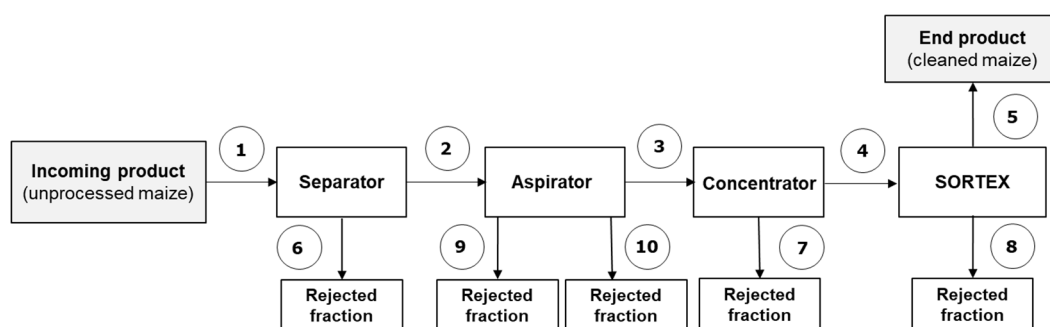 End product
(cleaned maize)
5
1
2
3
4
Incoming product
(unprocessed maize)
Separator
Aspirator
Concentrator
SORTEX
6
9
10
7
8
Rejected
fraction
Rejected
fraction
Rejected
fraction
Rejected
fraction
Rejected
fraction